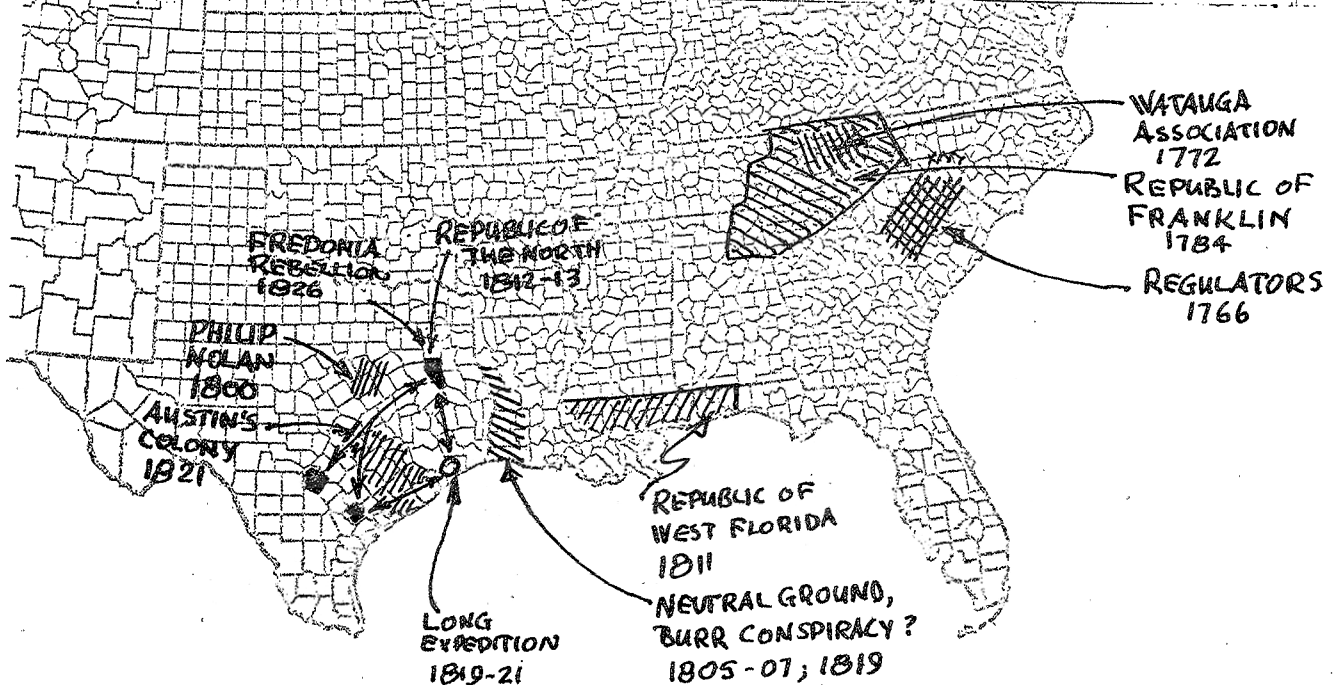 WATAUGA
ASSOCIATION
1772
REPUBLIC OF
FRANKLIN
1784
REGULATORS
1766
FREDONIA
REBELLION
1826
REPUBLIC OF
THE NORTH
1812-13
PHILIP
NOLAN
1800
AUSTIN'S
COLONY
1821
REPUBLIC OF
WEST FLORIDA
1811
NEUTRAL GROUND,
BURR CONSPIRACY?
1805-07; 1819
LONG
EXPEDITION
1819-21